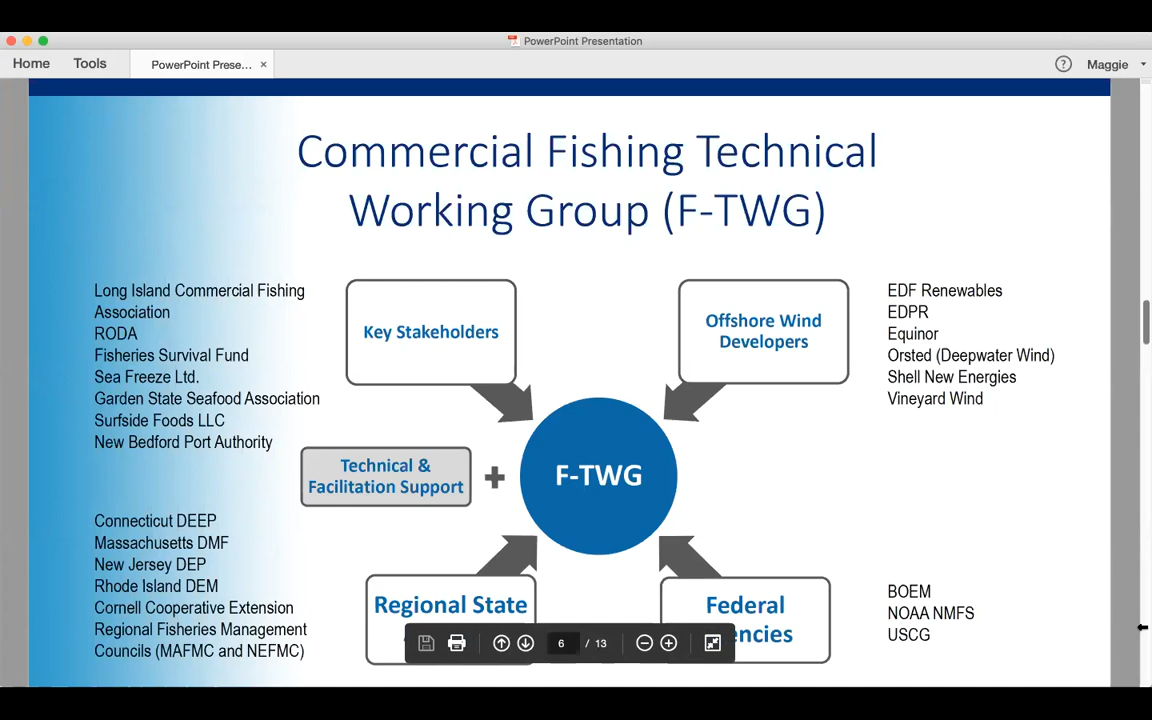 PowerPoint Presentation
Home
Tools
PowerPoint Prese...
×
?
Maggie
Commercial Fishing Technical
Working Group (F-TWG)
Long Island Commercial Fishing
Association
RODA
Fisheries Survival Fund
Sea Freeze Ltd.
Garden State Seafood Association
Surfside Foods LLC
New Bedford Port Authority
Key Stakeholders
Offshore Wind
Developers
EDF Renewables
EDPR
Equinor
Orsted (Deepwater Wind)
Shell New Energies
Vineyard Wind
Technical &
Facilitation Support
+
F-TWG
Connecticut DEEP
Massachusetts DMF
New Jersey DEP
Rhode Island DEM
Cornell Cooperative Extension
Regional Fisheries Management
Councils (MAFMC and NEFMC)
Regional State
Federal
encies
BOEM
NOAA NMFS
USCG
6 / 13